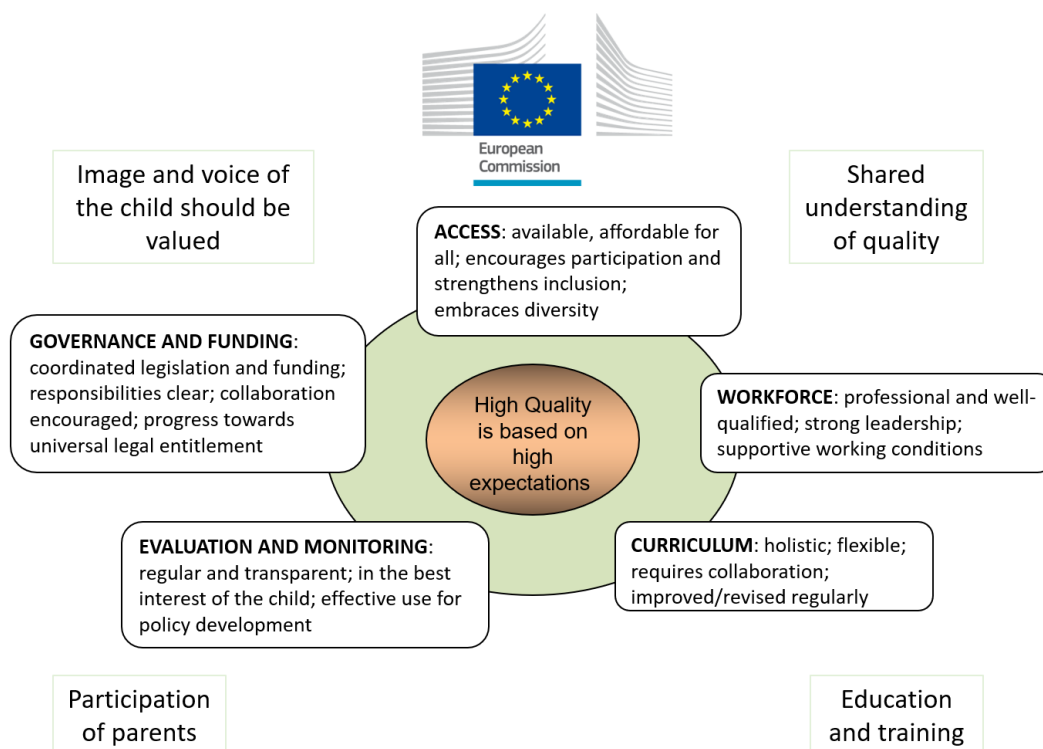 European
Commission
Image and voice of
the child should be
valued
Shared
understanding
of quality
ACCESS: available, affordable for
all; encourages participation and
strengthens inclusion;
embraces diversity
GOVERNANCE AND FUNDING:
coordinated legislation and funding;
responsibilities clear; collaboration
encouraged; progress towards
universal legal entitlement
High Quality
is based on
high
expectations
WORKFORCE: professional and well-
qualified; strong leadership;
supportive working conditions
EVALUATION AND MONITORING:
regular and transparent; in the best
interest of the child; effective use for
policy development
CURRICULUM: holistic; flexible;
requires collaboration;
improved/revised regularly
Participation
of parents
Education
and training